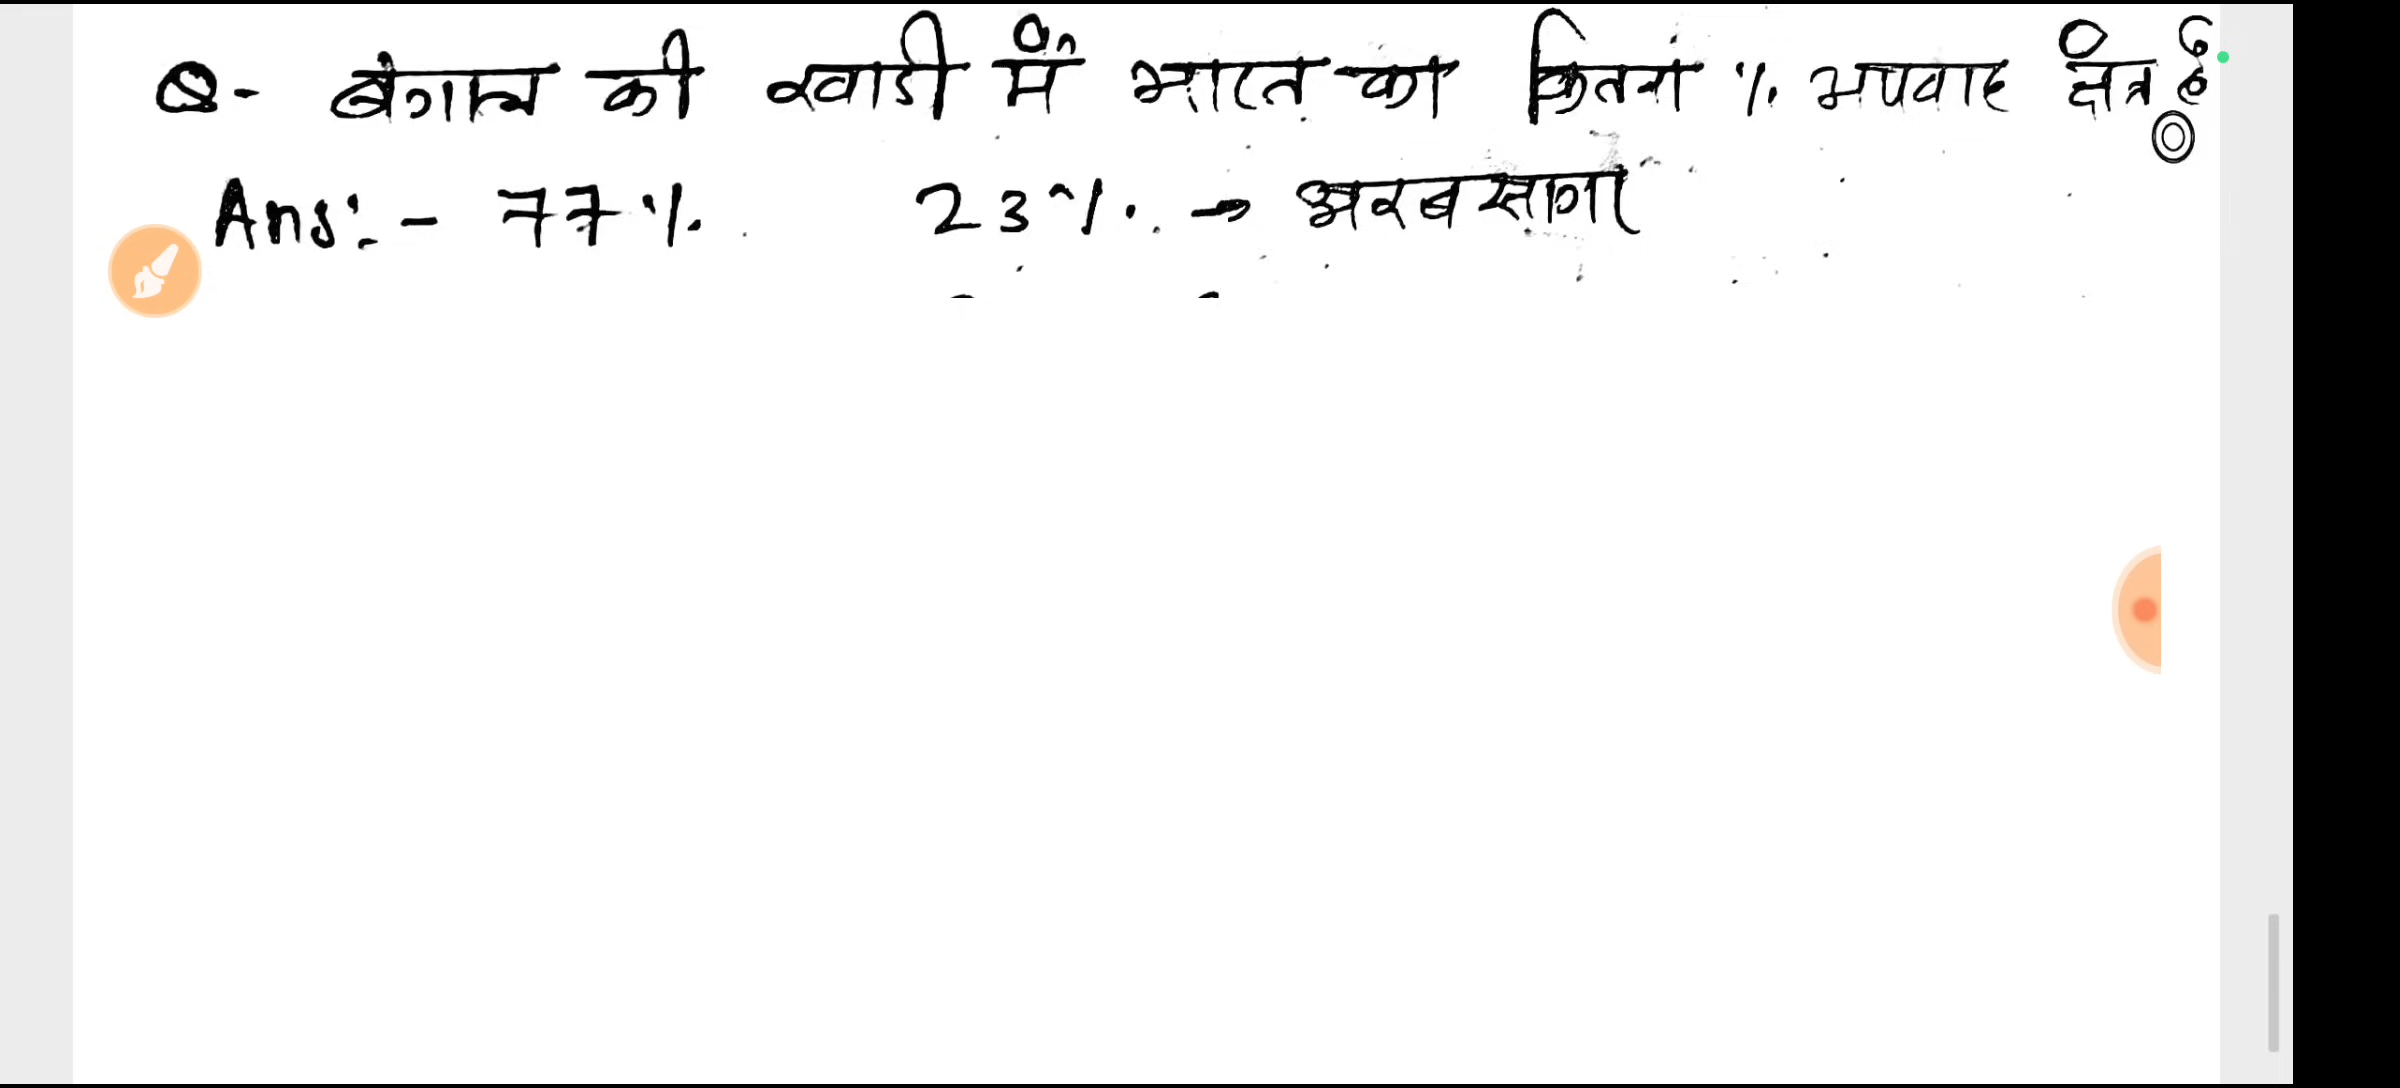 Q- बंगाल की खाडी में भारत का कितना % अपवाह क्षेत्र है
Ans:- 77% 23% → अरब सागर